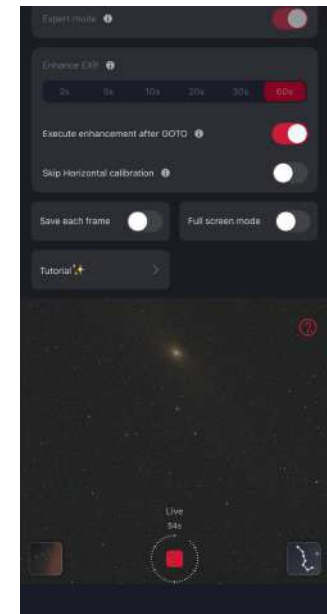 Expert mode
Enhance EXP
2s 5s 10s 20s 30s 60s
Execute enhancement after GOTO
Skip Horizontal calibration
Save each frame Full screen mode
Tutorial✨
Live
54s